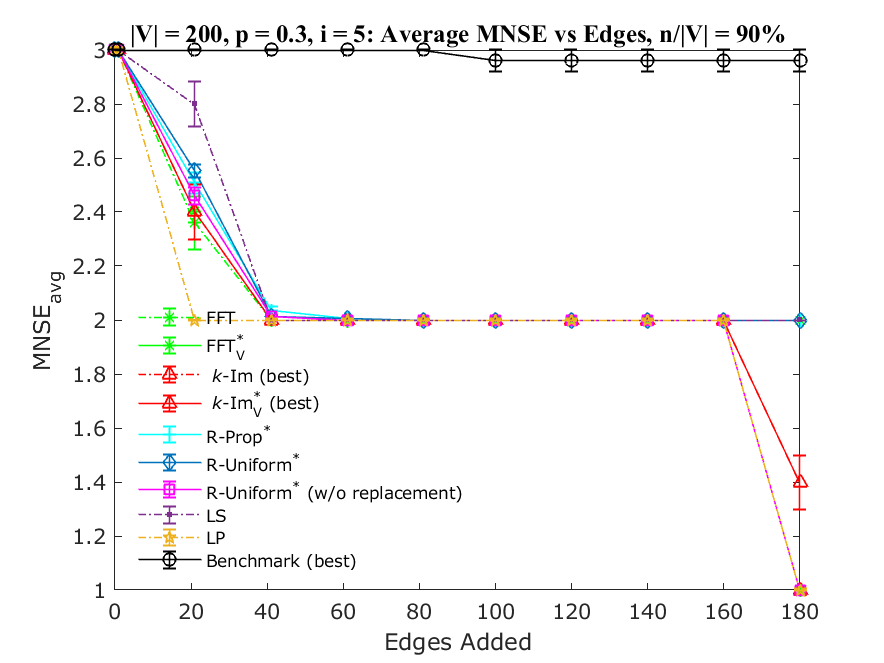 |V| = 200, p = 0.3, i = 5: Average MNSE vs Edges, n/|V| = 90%
3
2.8
2.6
2.4
2.2
2
1.8
1.6
1.4
1.2
1
MNSE_avg
FFT
FFT*_V
k-Im (best)
k-Im*_V (best)
R-Prop*
R-Uniform*
R-Uniform* (w/o replacement)
LS
LP
Benchmark (best)
0 20 40 60 80 100 120 140 160 180
Edges Added